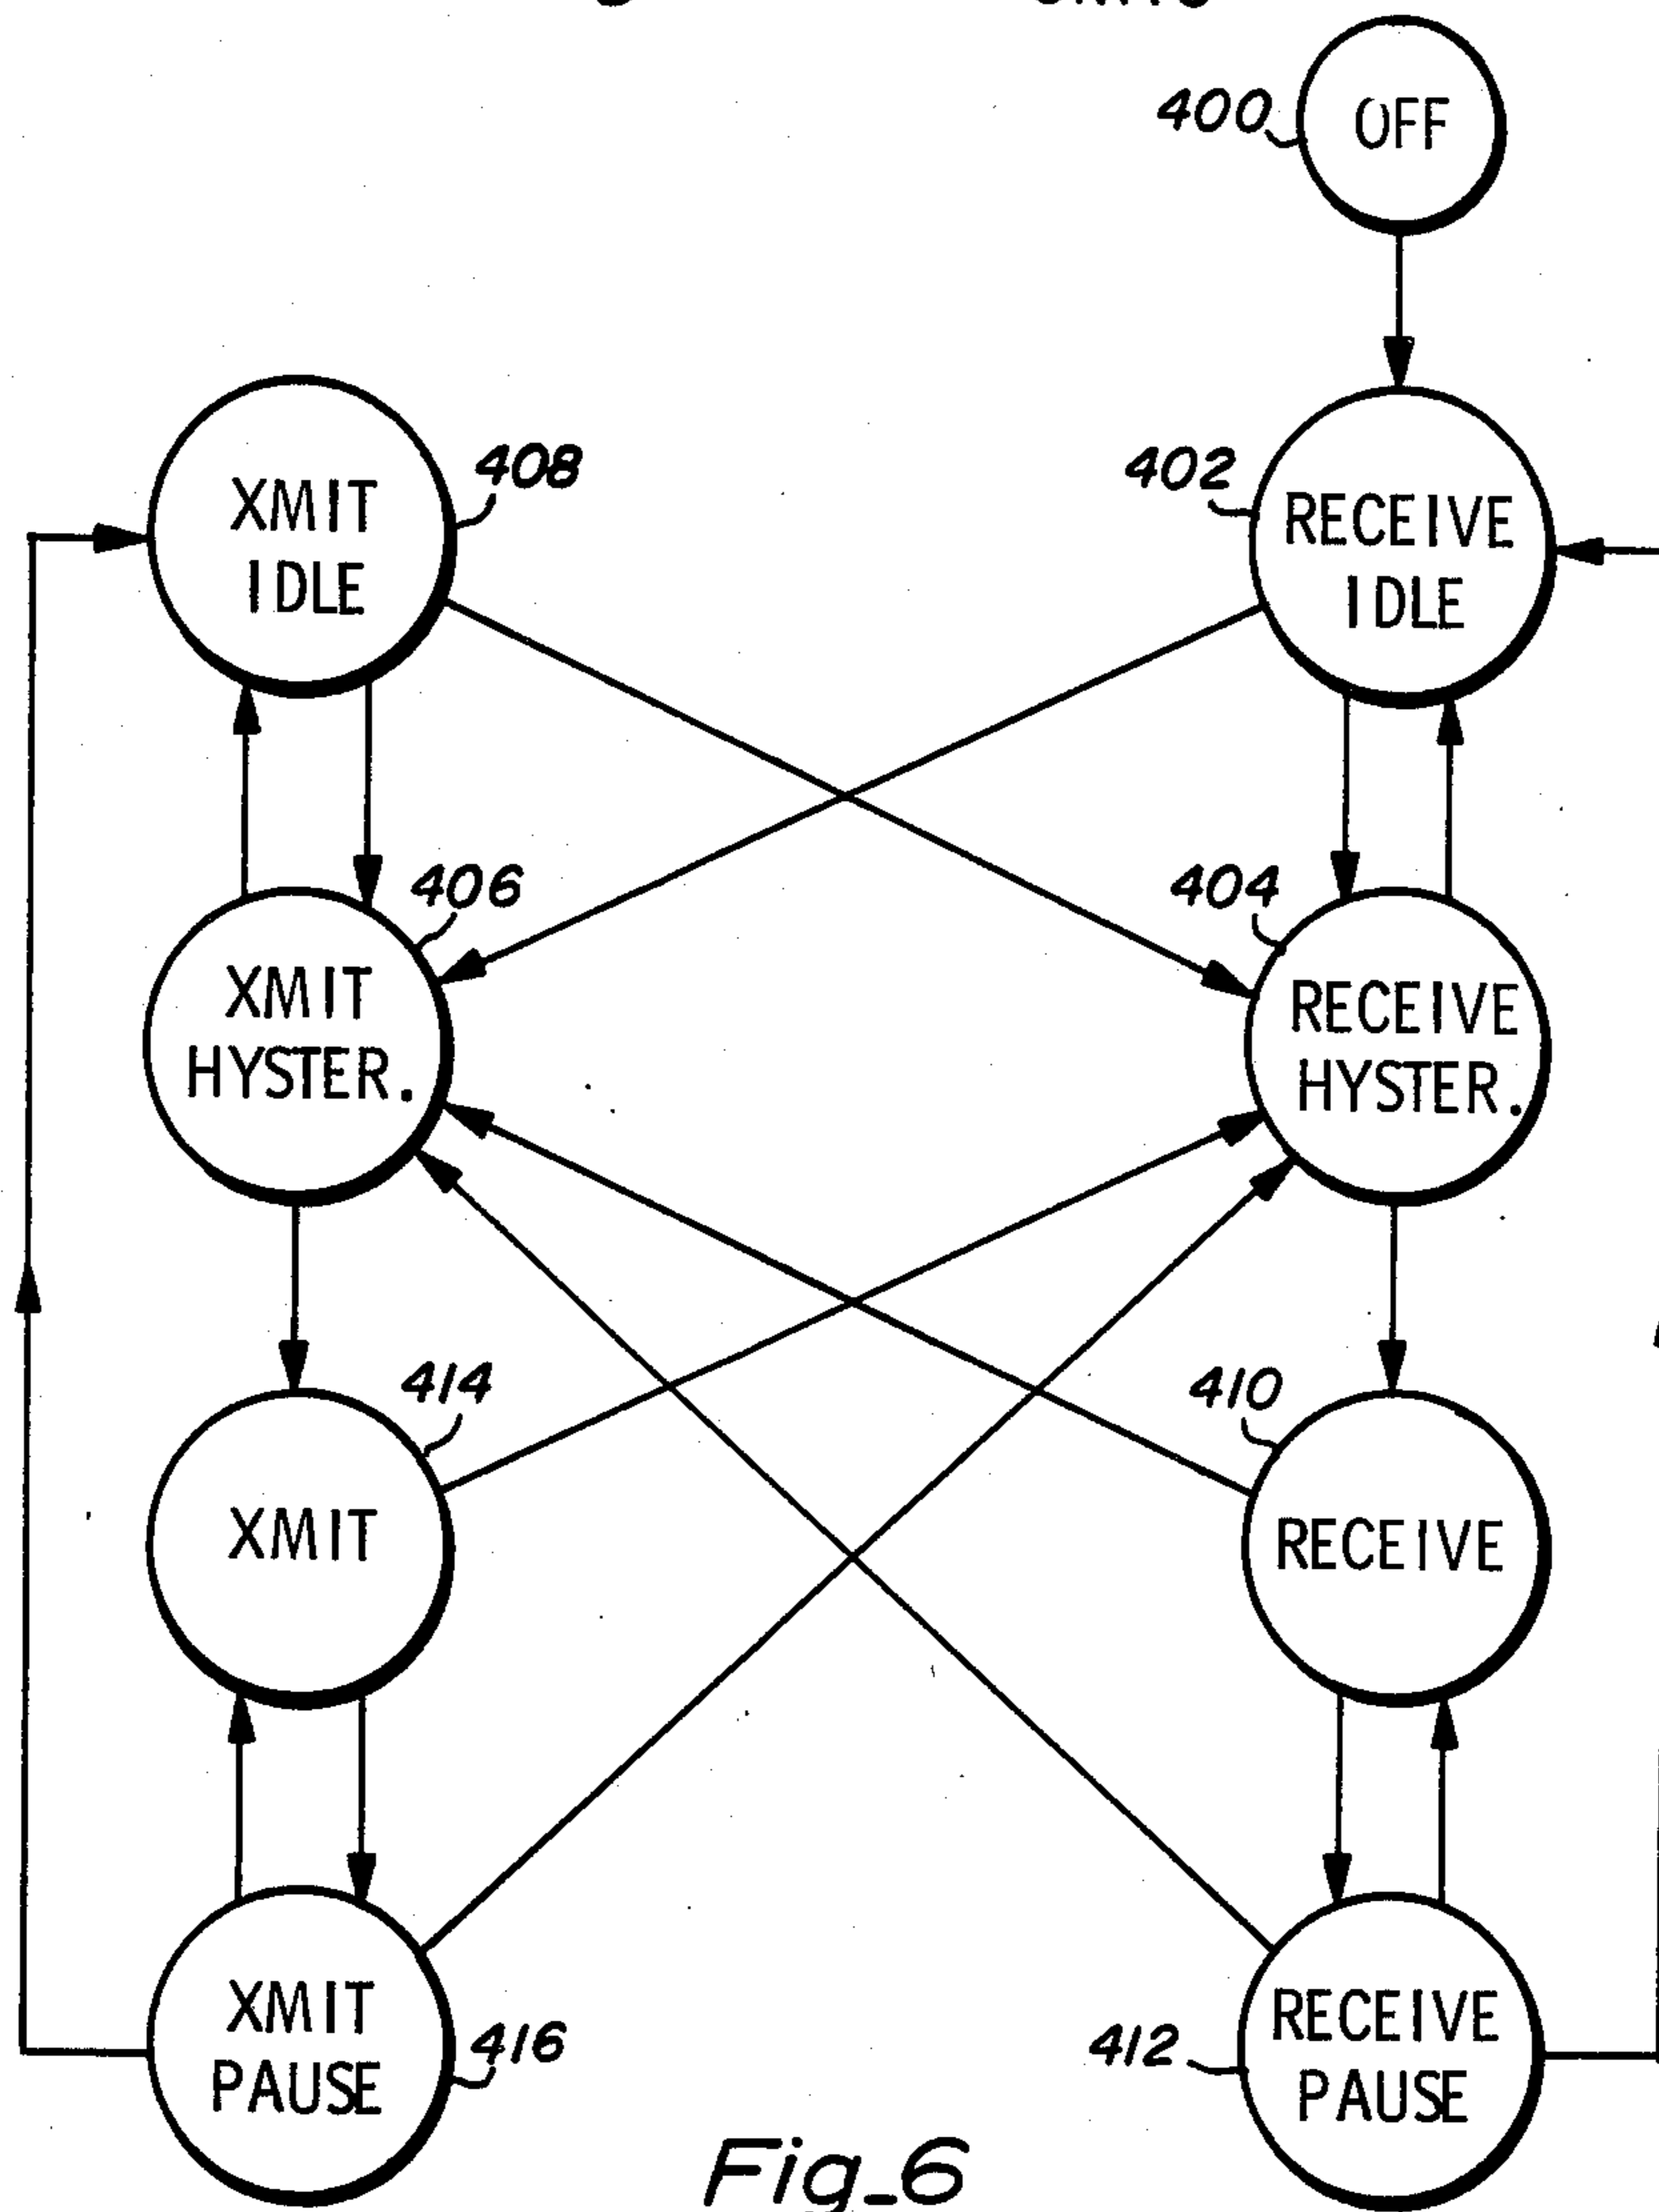 400
OFF
408
XMIT
IDLE
402
RECEIVE
IDLE
406
XMIT
HYSTER.
404
RECEIVE
HYSTER.
414
XMIT
410
RECEIVE
XMIT
PAUSE
416
412
RECEIVE
PAUSE
Fig_6